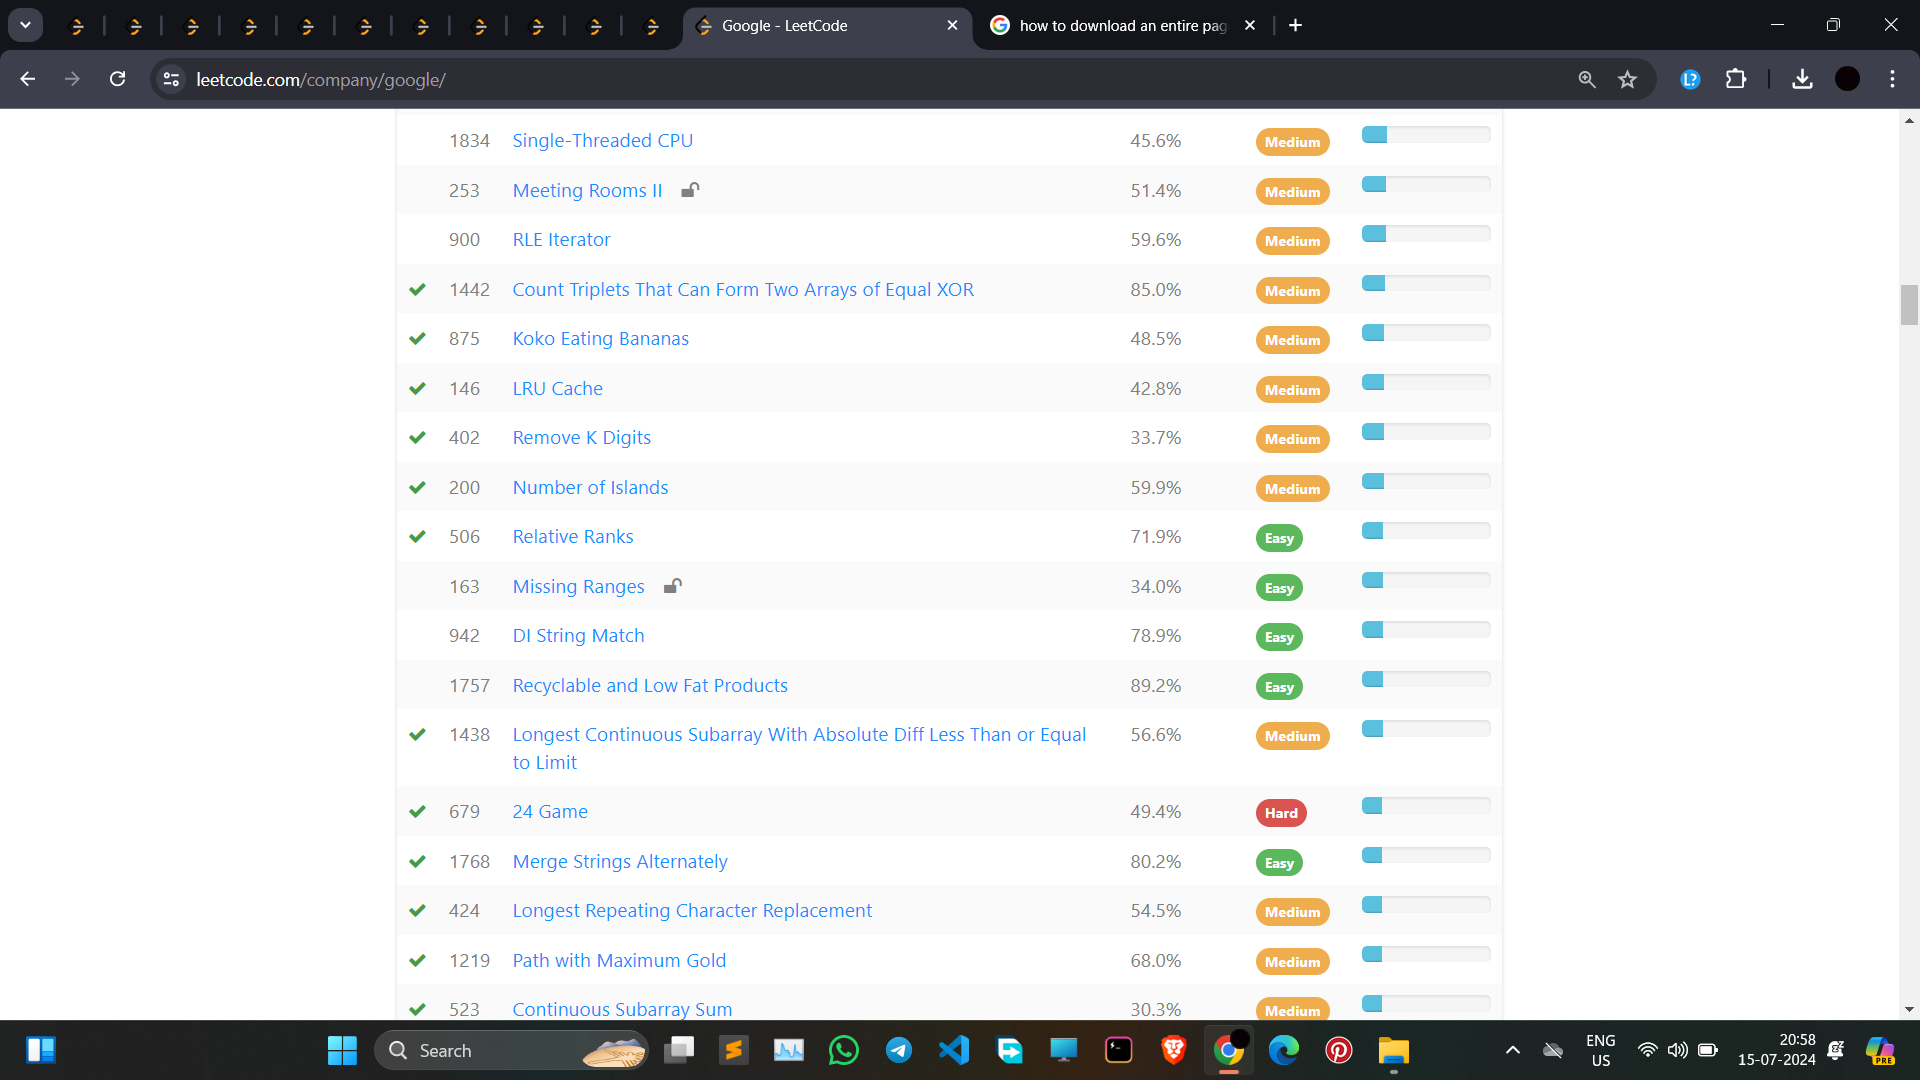 Google - LeetCode
how to download an entire pag
leetcode.com/company/google/
L?
1834 Single-Threaded CPU 45.6% Medium
253 Meeting Rooms II 51.4% Medium
900 RLE Iterator 59.6% Medium
1442 Count Triplets That Can Form Two Arrays of Equal XOR 85.0% Medium
875 Koko Eating Bananas 48.5% Medium
146 LRU Cache 42.8% Medium
402 Remove K Digits 33.7% Medium
200 Number of Islands 59.9% Medium
506 Relative Ranks 71.9% Easy
163 Missing Ranges 34.0% Easy
942 DI String Match 78.9% Easy
1757 Recyclable and Low Fat Products 89.2% Easy
1438 Longest Continuous Subarray With Absolute Diff Less Than or Equal 56.6% Medium
to Limit
679 24 Game 49.4% Hard
1768 Merge Strings Alternately 80.2% Easy
424 Longest Repeating Character Replacement 54.5% Medium
1219 Path with Maximum Gold 68.0% Medium
523 Continuous Subarray Sum 30.3% Medium
Search
ENG
US
20:58
15-07-2024
PRE